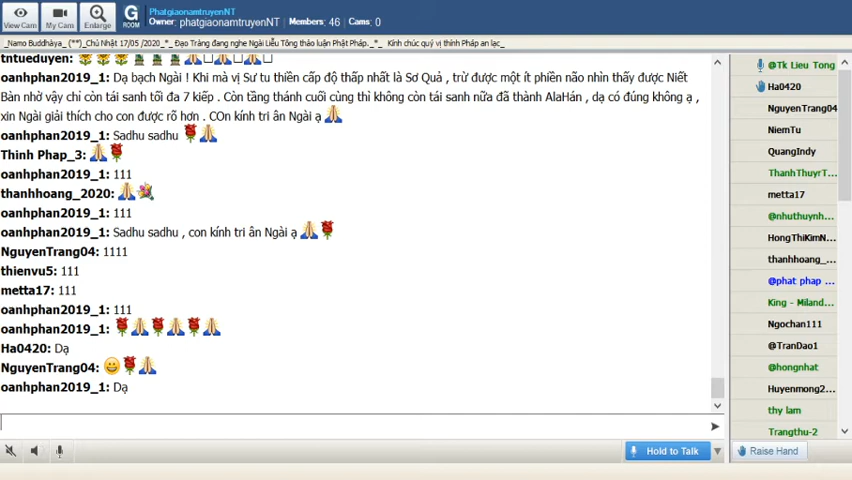 PhatgiaonamtruyenNT
Owner: phatgiaonamtruyenNT Members: 46 Cams: 0
View Cam
My Cam
Enlarge
G
ROOM
_Namo Buddhàya_ (**)_Chủ Nhật 17/05 /2020_*_ Đạo Tràng đang nghe Ngài Liễu Tông thảo luận Phật Pháp._*_ Kính chúc quý vị thính Pháp an lạc_
tntueduyen:
oanhphan2019_1: Dạ bạch Ngài ! Khi mà vị Sư tu thiền cấp độ thấp nhất là Sơ Quả , trừ được một ít phiền não nhìn thấy được Niết
Bàn nhờ vậy chỉ còn tái sanh tối đa 7 kiếp . Còn tầng thánh cuối cùng thì không còn tái sanh nữa đã thành AlaHán , dạ có đúng không ạ ,
xin Ngài giải thích cho con được rõ hơn . COn kính tri ân Ngài ạ
oanhphan2019_1: Sadhu sadhu
Thinh Phap_3:
oanhphan2019_1: 111
thanhhoang_2020:
oanhphan2019_1: 111
oanhphan2019_1: Sadhu sadhu , con kính tri ân Ngài ạ
NguyenTrang04: 1111
thienvu5: 111
metta17: 111
oanhphan2019_1: 111
oanhphan2019_1:
Ha0420: Dạ
NguyenTrang04:
oanhphan2019_1: Dạ
@Tk Lieu Tong
Ha0420
NguyenTrang04
NiemTu
QuangIndy
ThanhThuyrT...
metta17
@nhuthuynh...
HongThiKimN...
thanhhoang_...
@phat phap ...
King - Miland...
Ngochan111
@TranDao1
@hongnhat
Huyenmong2...
thy lam
Trangthu-2
Hold to Talk
Raise Hand